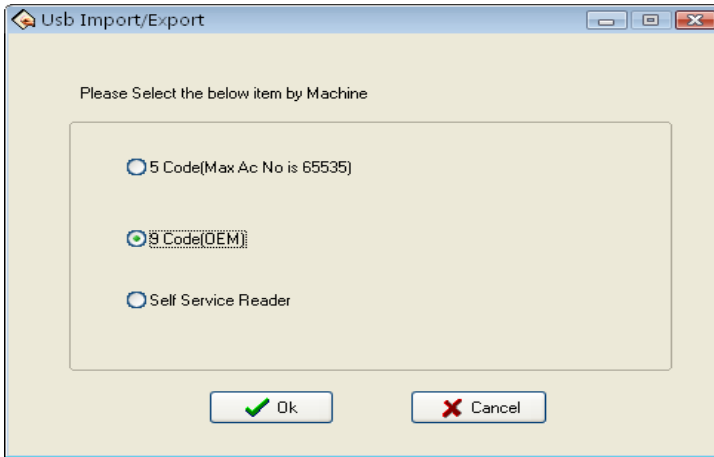 Usb Import/Export
Please Select the below item by Machine
5 Code(Max Ac No is 65535)
9 Code(OEM)
Self Service Reader
Ok
Cancel